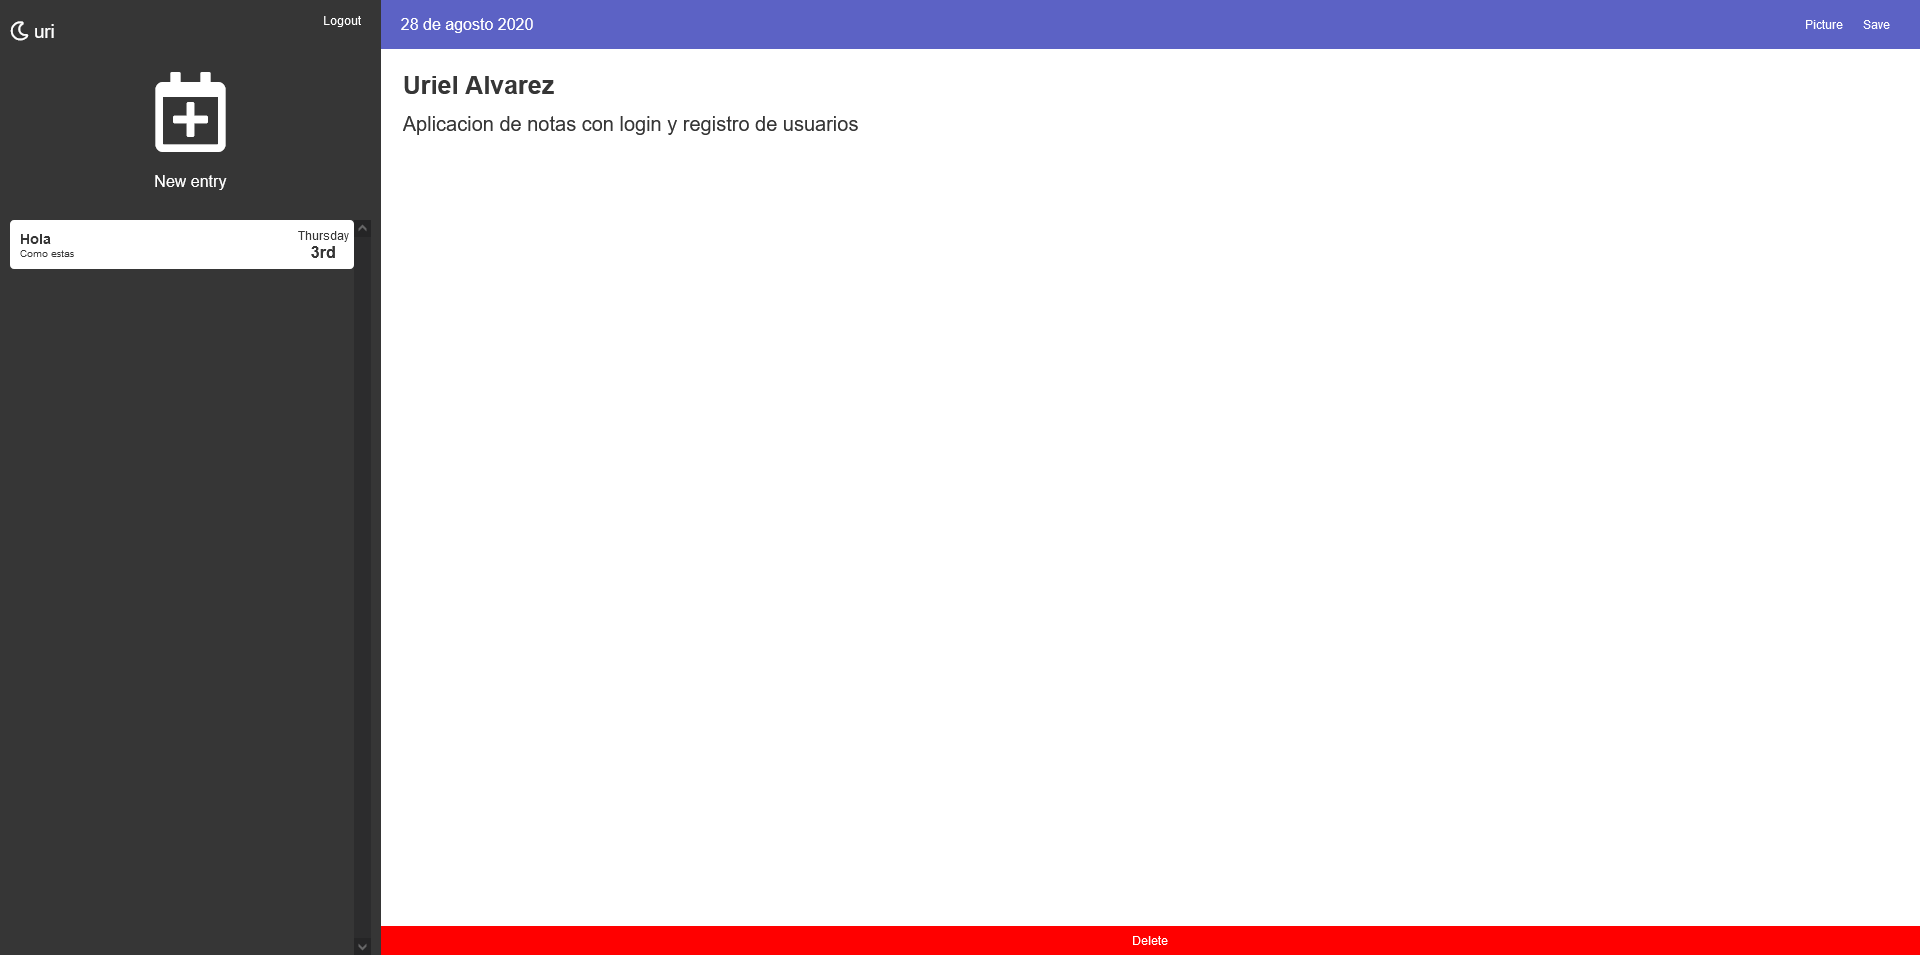 uri
Logout
New entry
Hola
Como estas
Thursday
3rd
28 de agosto 2020
Picture
Save
Uriel Alvarez
Aplicacion de notas con login y registro de usuarios
Delete